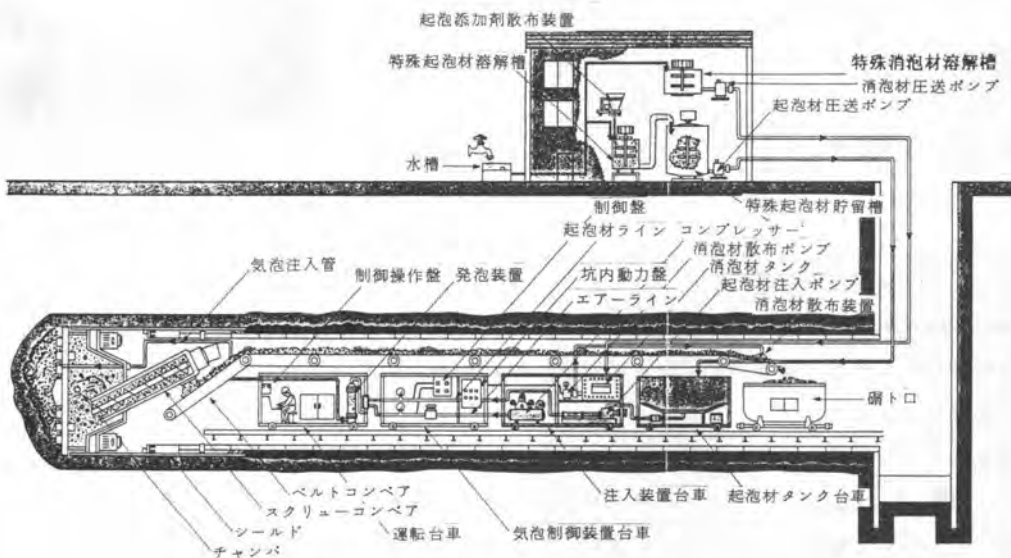 起泡添加剤散布装置
特殊起泡材溶解槽
特殊消泡材溶解槽
消泡材圧送ポンプ
起泡材圧送ポンプ
水槽
特殊起泡材貯留槽
制御盤
起泡材ライン
コンプレッサー
消泡材散布ポンプ
消泡材タンク
起泡材注入ポンプ
消泡材散布装置
気泡注入管
制御操作盤
発泡装置
坑内動力盤
エアーライン
礀トロ
ベルトコンベア
スクリューコンベア
シールド
チャンバ
運転台車
気泡制御装置台車
注入装置台車
起泡材タンク台車